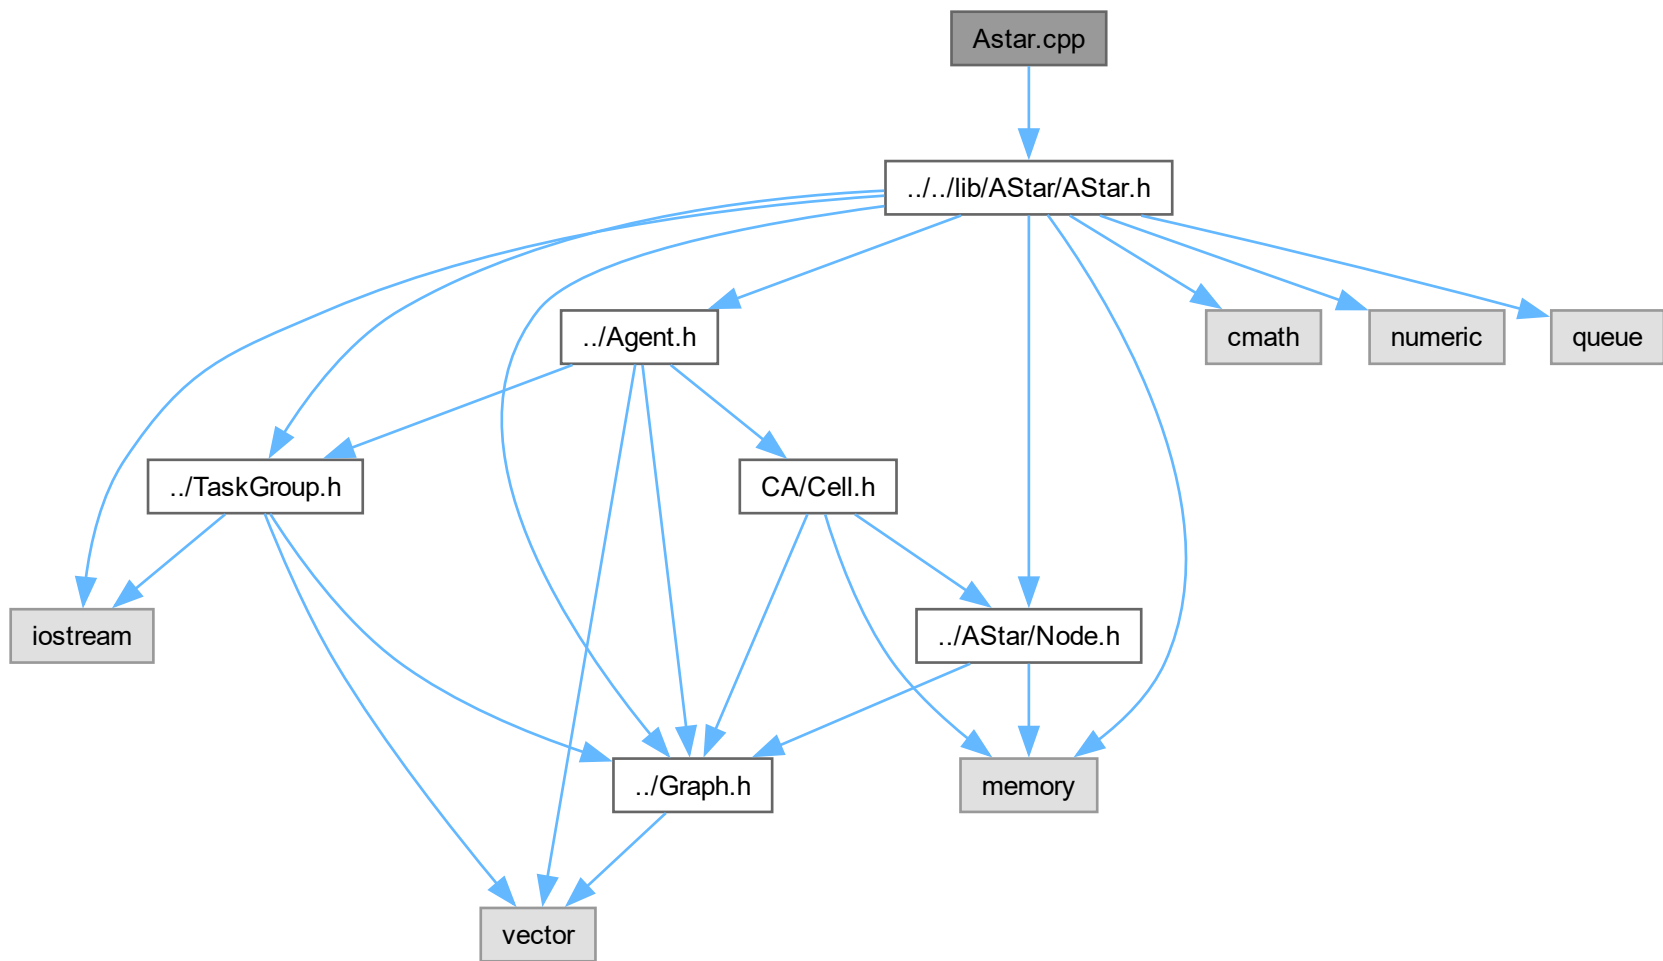 Astar.cpp
../../lib/AStar/AStar.h
../Agent.h
cmath
numeric
queue
../TaskGroup.h
CA/Cell.h
iostream
../AStar/Node.h
../Graph.h
memory
vector